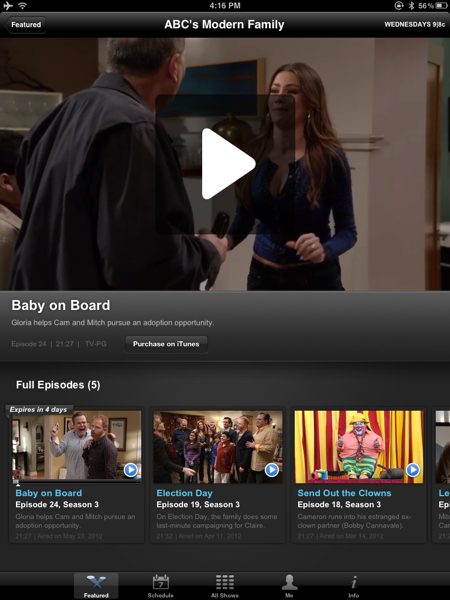 4:16 PM
56%
Featured
ABC's Modern Family
WEDNESDAYS 9|8c
Baby on Board
Gloria helps Cam and Mitch pursue an adoption opportunity.
Episode 24 | 21:27 | TV-PG
Purchase on iTunes
Full Episodes (5)
Expires in 4 days
Baby on Board
Episode 24, Season 3
Gloria helps Cam and Mitch pursue an
adoption opportunity.
21:27 | Aired on May 23, 2012
Election Day
Episode 19, Season 3
On Election Day, the family does some
last-minute campaigning for Claire.
21:32 | Aired on Apr 11, 2012
Send Out the Clowns
Episode 18, Season 3
Cameron runs into his estranged ex-
clown partner (Bobby Cannavale).
21:27 | Aired on Mar 14, 2012
Le
Epi
7
Featured
Schedule
All Shows
Me
i
Info